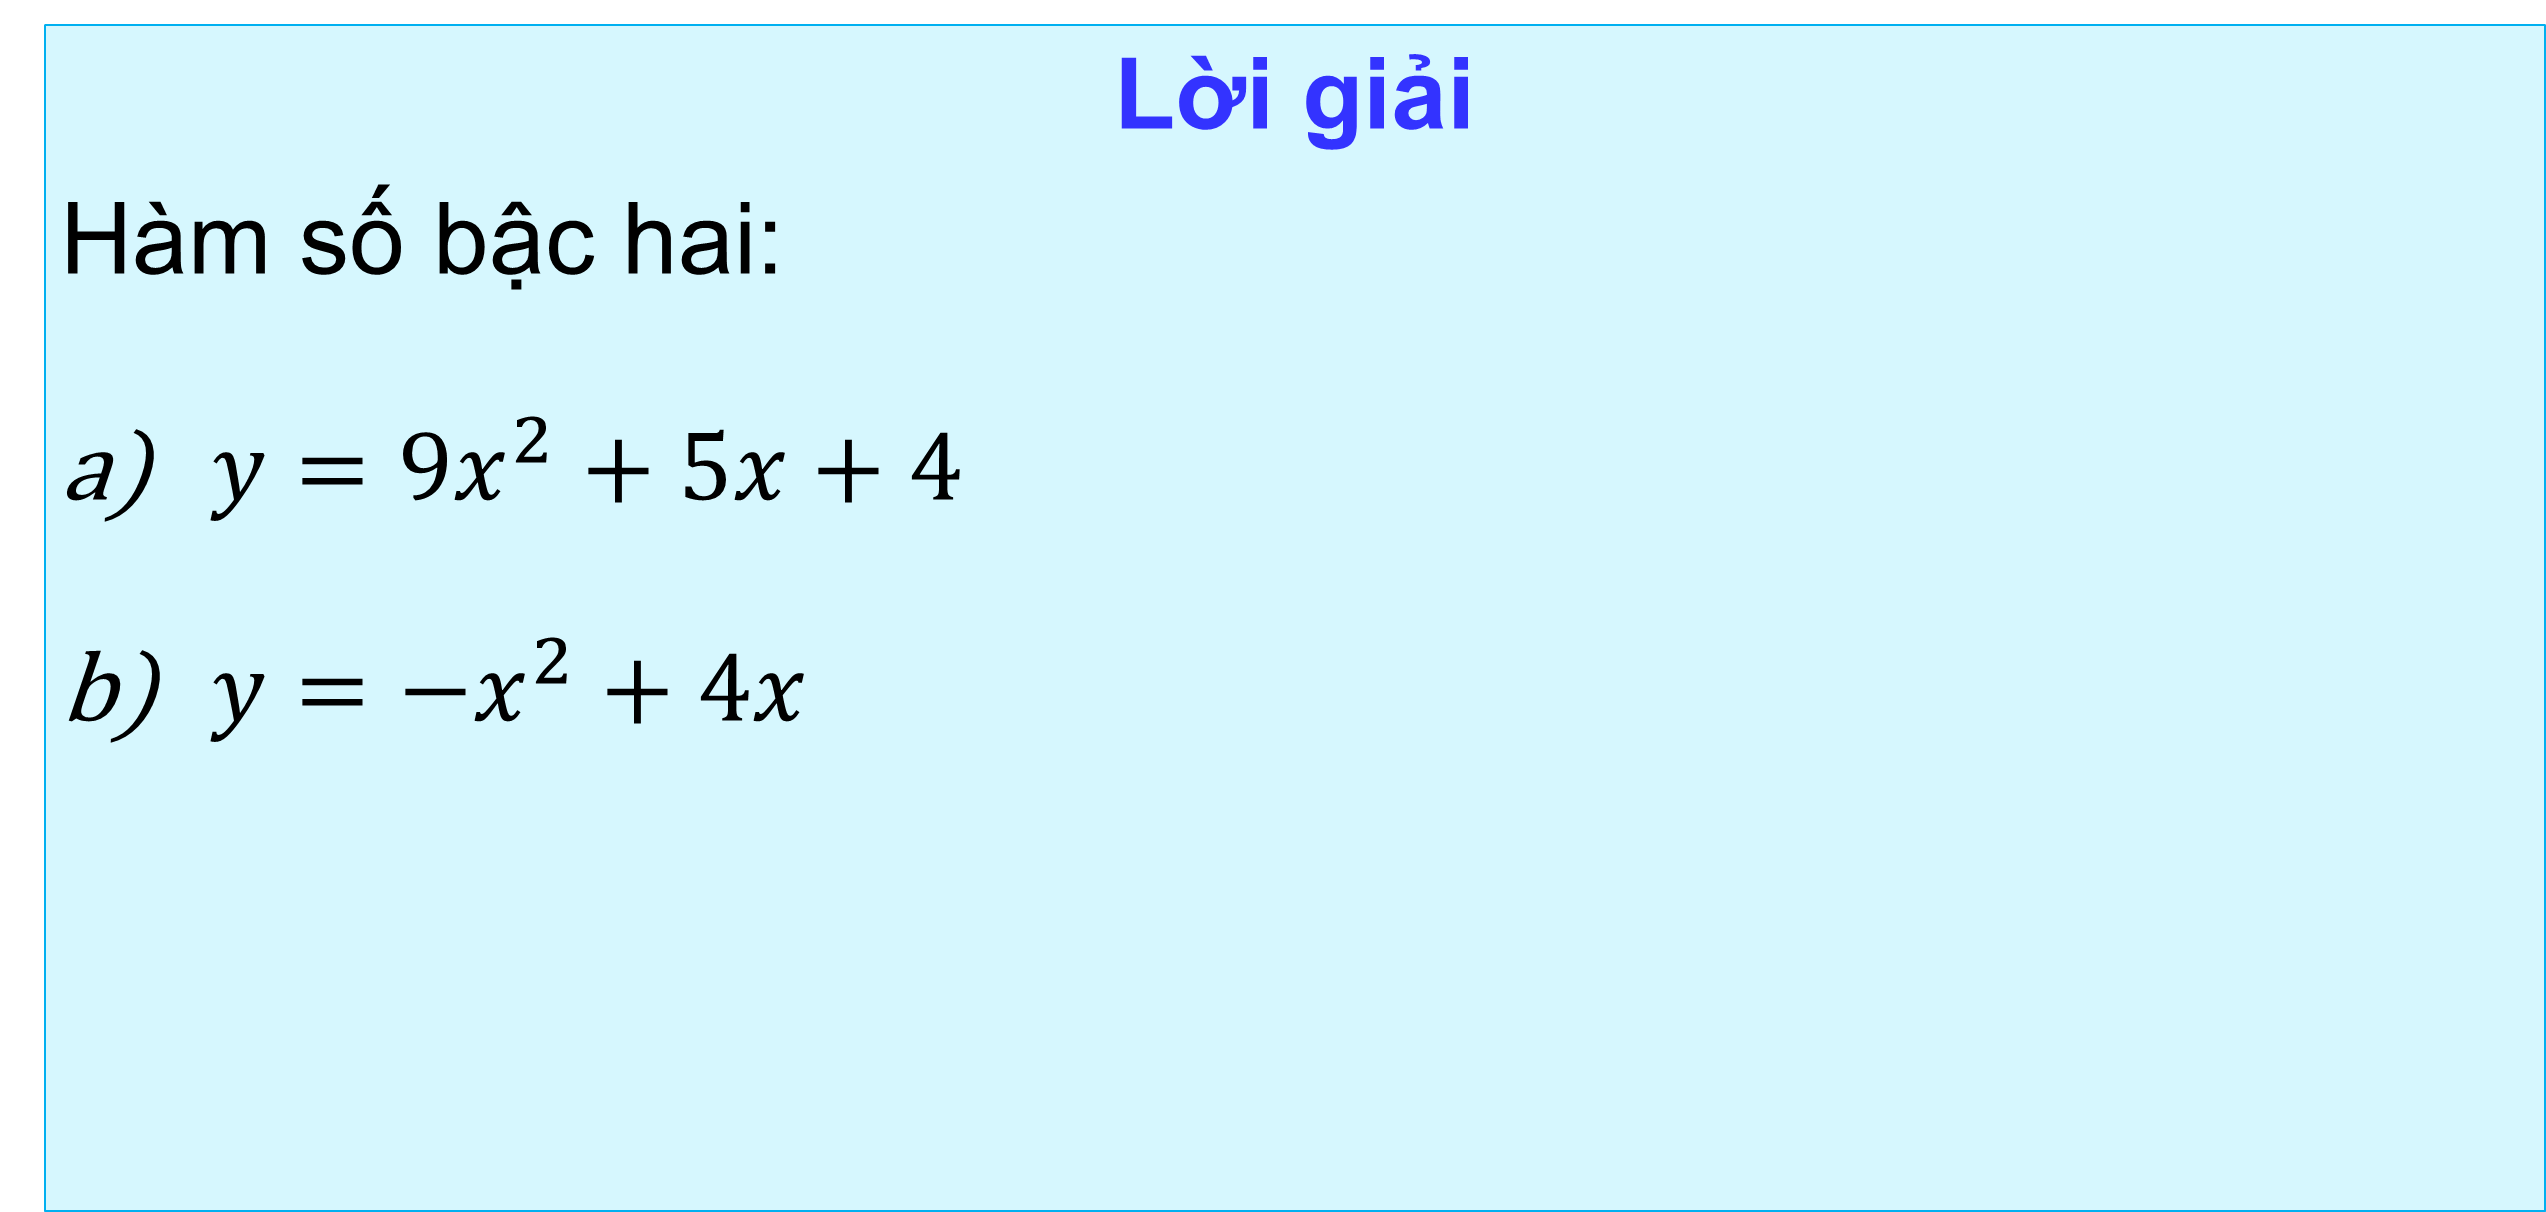 Lời giải
Hàm số bậc hai:
a) y = 9x² + 5x + 4
b) y = −x² + 4x